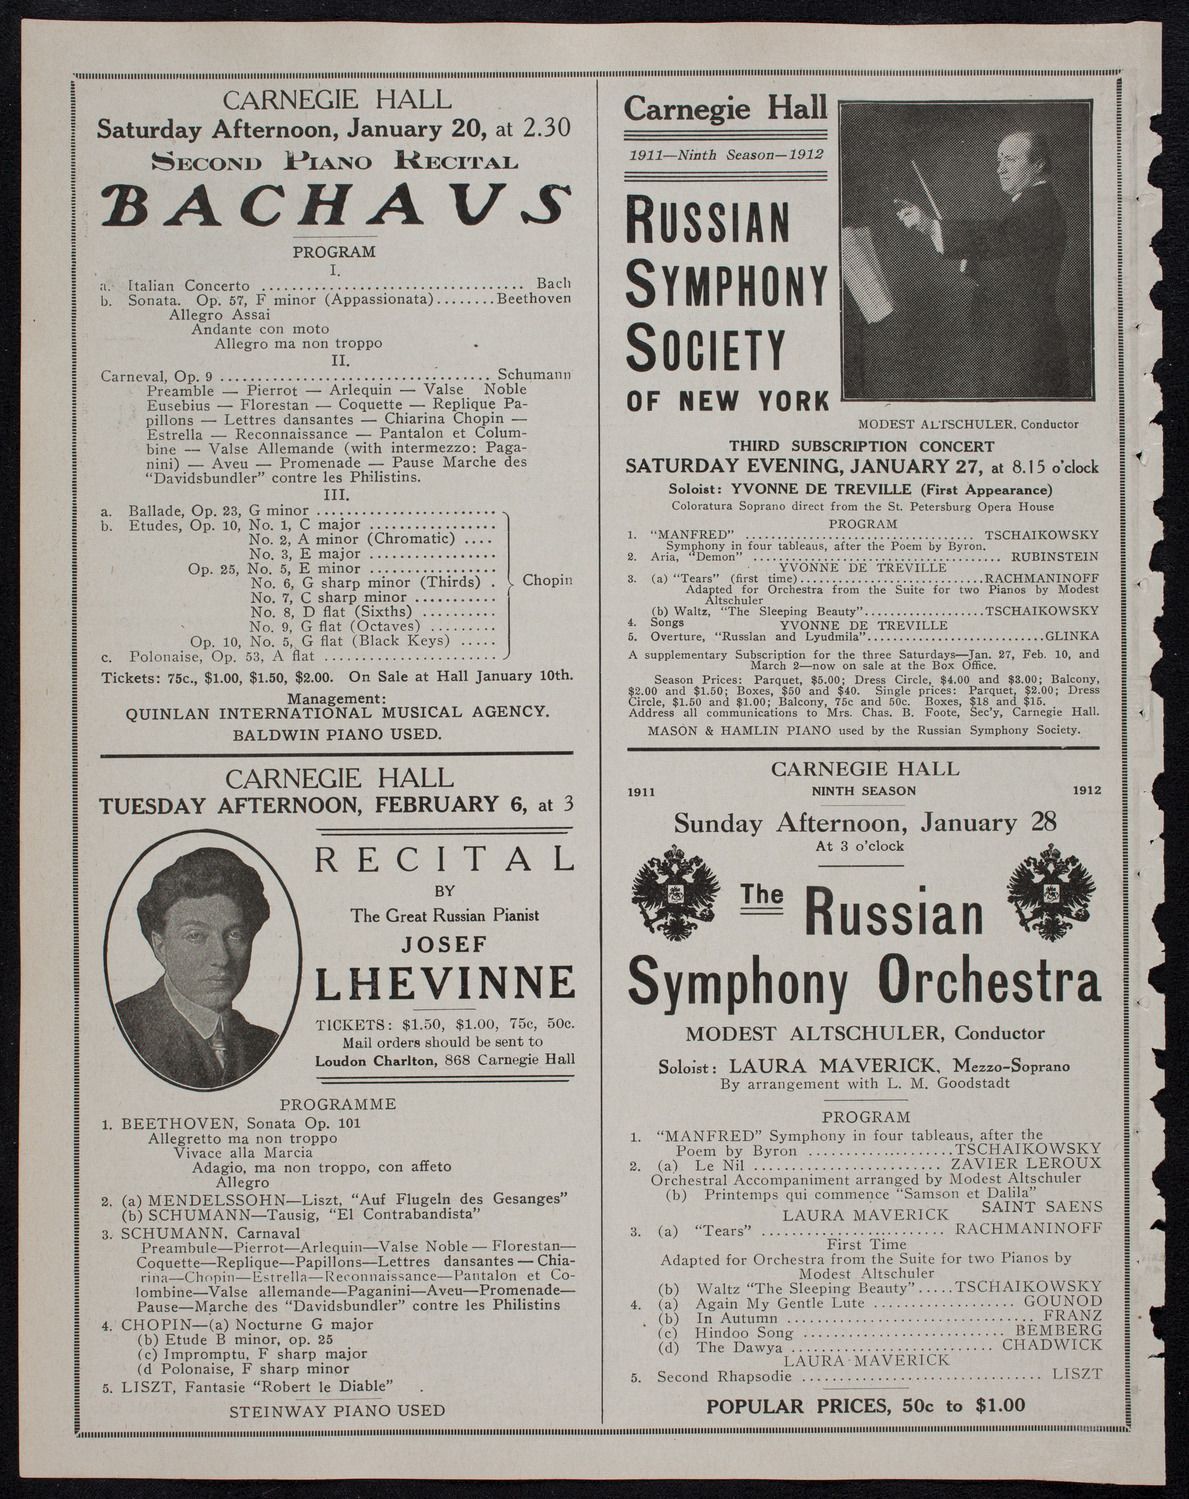 CARNEGIE HALL
Saturday Afternoon, January 20, at 2.30
SECOND PIANO RECITAL
BACHAUS
PROGRAM
I.
a. Italian Concerto ........ Bach
b. Sonata. Op. 57, F minor (Appassionata)........Beethoven
Allegro Assai
Andante con moto
Allegro ma non troppo
II.
Carneval, Op. 9 ........ Schumann
Preamble — Pierrot — Arlequin — Valse Noble
Eusebius — Florestan — Coquette — Replique Pa-
pillons — Lettres dansantes — Chiarina Chopin —
Estrella — Reconnaissance — Pantalon et Colum-
bine — Valse Allemande (with intermezzo: Paga-
nini) — Aveu — Promenade — Pause Marche des
"Davidsbundler" contre les Philistins.
III.
a. Ballade, Op. 23, G minor ........
b. Etudes, Op. 10, No. 1, C major ........
No. 2, A minor (Chromatic) ....
No. 3, E major ........
Op. 25, No. 5, E minor ........
No. 6, G sharp minor (Thirds) . Chopin
No. 7, C sharp minor ........
No. 8, D flat (Sixths) ........
No. 9, G flat (Octaves) ........
Op. 10, No. 5, G flat (Black Keys) .....
c. Polonaise, Op. 53, A flat ........
Tickets: 75c., $1.00, $1.50, $2.00. On Sale at Hall January 10th.
Management:
QUINLAN INTERNATIONAL MUSICAL AGENCY.
BALDWIN PIANO USED.
CARNEGIE HALL
TUESDAY AFTERNOON, FEBRUARY 6, at 3
RECITAL
BY
The Great Russian Pianist
JOSEF
LHEVINNE
TICKETS: $1.50, $1.00, 75c, 50c.
Mail orders should be sent to
Loudon Charlton, 868 Carnegie Hall
PROGRAMME
1. BEETHOVEN, Sonata Op. 101
Allegretto ma non troppo
Vivace alla Marcia
Adagio, ma non troppo, con affeto
Allegro
2. (a) MENDELSSOHN—Liszt, "Auf Flugeln des Gesanges"
(b) SCHUMANN—Tausig, "El Contrabandista"
3. SCHUMANN, Carnaval
Preambule—Pierrot—Arlequin—Valse Noble — Florestan—
Coquette—Replique—Papillons—Lettres dansantes — Chia-
rina—Chopin—Estrella—Reconnaissance—Pantalon et Co-
lombine—Valse allemande—Paganini—Aveu—Promenade—
Pause—Marche des "Davidsbundler" contre les Philistins
4. CHOPIN—(a) Nocturne G major
(b) Etude B minor, op. 25
(c) Impromptu, F sharp major
(d Polonaise, F sharp minor
5. LISZT, Fantasie "Robert le Diable"
STEINWAY PIANO USED
Carnegie Hall
1911—Ninth Season—1912
RUSSIAN
SYMPHONY
SOCIETY
OF NEW YORK
MODEST ALTSCHULER, Conductor
THIRD SUBSCRIPTION CONCERT
SATURDAY EVENING, JANUARY 27, at 8.15 o'clock
Soloist: YVONNE DE TREVILLE (First Appearance)
Coloratura Soprano direct from the St. Petersburg Opera House
PROGRAM
1. "MANFRED" ........ TSCHAIKOWSKY
Symphony in four tableaus, after the Poem by Byron.
2. Aria, "Demon" ........ RUBINSTEIN
YVONNE DE TREVILLE
3. (a) "Tears" (first time)........RACHMANINOFF
Adapted for Orchestra from the Suite for two Pianos by Modest
Altschuler
(b) Waltz, "The Sleeping Beauty"........TSCHAIKOWSKY
4. Songs YVONNE DE TREVILLE
5. Overture, "Russlan and Lyudmila"........GLINKA
A supplementary Subscription for the three Saturdays—Jan. 27, Feb. 10, and
March 2—now on sale at the Box Office.
Season Prices: Parquet, $5.00; Dress Circle, $4.00 and $3.00; Balcony,
$2.00 and $1.50; Boxes, $50 and $40. Single prices: Parquet, $2.00; Dress
Circle, $1.50 and $1.00; Balcony, 75c and 50c. Boxes, $18 and $15.
Address all communications to Mrs. Chas. B. Foote, Sec'y, Carnegie Hall.
MASON & HAMLIN PIANO used by the Russian Symphony Society.
CARNEGIE HALL
1911 NINTH SEASON 1912
Sunday Afternoon, January 28
At 3 o'clock
The Russian
Symphony Orchestra
MODEST ALTSCHULER, Conductor
Soloist: LAURA MAVERICK, Mezzo-Soprano
By arrangement with L. M. Goodstadt
PROGRAM
1. "MANFRED" Symphony in four tableaus, after the
Poem by Byron ........TSCHAIKOWSKY
2. (a) Le Nil ........ ZAVIER LEROUX
Orchestral Accompaniment arranged by Modest Altschuler
(b) Printemps qui commence "Samson et Dalila"
SAINT SAENS
LAURA MAVERICK
3. (a) "Tears" ........ RACHMANINOFF
First Time
Adapted for Orchestra from the Suite for two Pianos by
Modest Altschuler
(b) Waltz "The Sleeping Beauty".....TSCHAIKOWSKY
4. (a) Again My Gentle Lute ........ GOUNOD
(b) In Autumn ........ FRANZ
(c) Hindoo Song ........ BEMBERG
(d) The Dawya ........ CHADWICK
LAURA MAVERICK
5. Second Rhapsodie ........ LISZT
POPULAR PRICES, 50c to $1.00